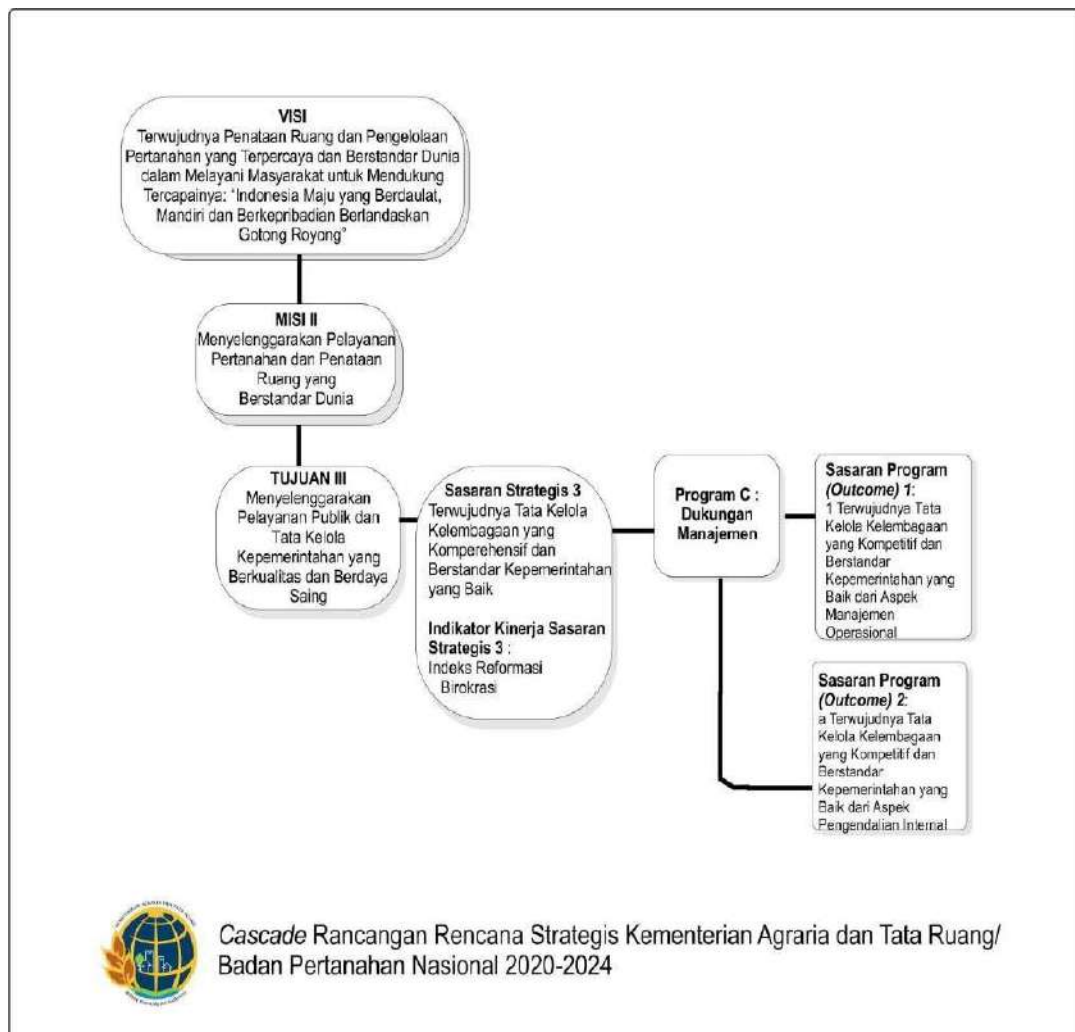 VISI
Terwujudnya Penataan Ruang dan Pengelolaan
Pertanahan yang Terpercaya dan Berstandar Dunia
dalam Melayani Masyarakat untuk Mendukung
Tercapainya: "Indonesia Maju yang Berdaulat,
Mandiri dan Berkepribadian Berlandaskan
Gotong Royong"
MISI II
Menyelenggarakan Pelayanan
Pertanahan dan Penataan
Ruang yang
Berstandar Dunia
TUJUAN III
Menyelenggarakan
Pelayanan Publik dan
Tata Kelola
Kepemerintahan yang
Berkualitas dan Berdaya
Saing
Sasaran Strategis 3
Terwujudnya Tata Kelola
Kelembagaan yang
Komperehensif dan
Berstandar Kepemerintahan
yang Baik
Indikator Kinerja Sasaran
Strategis 3 :
Indeks Reformasi
Birokrasi
Program C :
Dukungan
Manajemen
Sasaran Program
(Outcome) 1:
1 Terwujudnya Tata
Kelola Kelembagaan
yang Kompetitif dan
Berstandar
Kepemerintahan yang
Baik dari Aspek
Manajemen
Operasional
Sasaran Program
(Outcome) 2:
a Terwujudnya Tata
Kelola Kelembagaan
yang Kompetitif dan
Berstandar
Kepemerintahan yang
Baik dari Aspek
Pengendalian Internal
Cascade Rancangan Rencana Strategis Kementerian Agraria dan Tata Ruang/
Badan Pertanahan Nasional 2020-2024